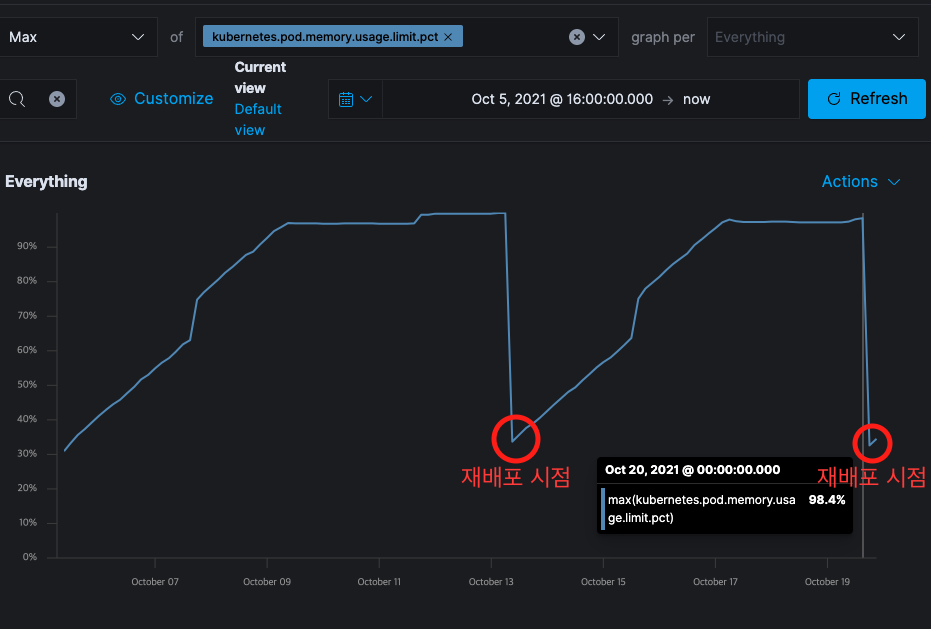 Max
of
kubernetes.pod.memory.usage.limit.pct ×
graph per
Everything
Customize
Current
view
Default
view
Oct 5, 2021 @ 16:00:00.000 → now
Refresh
Everything
Actions
90%
80%
70%
60%
50%
40%
30%
20%
10%
0%
재배포 시점
재배포 시점
Oct 20, 2021 @ 00:00:00.000
max(kubernetes.pod.memory.usa 98.4%
ge.limit.pct)
October 07
October 09
October 11
October 13
October 15
October 17
October 19